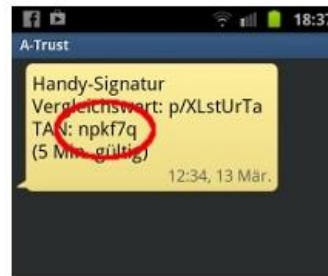 18:37
A-Trust
Handy-Signatur
Vergleichswert: p/XLstUrTa
TAN: npkf7q
(5 Min. gültig)
12:34, 13 Mär.